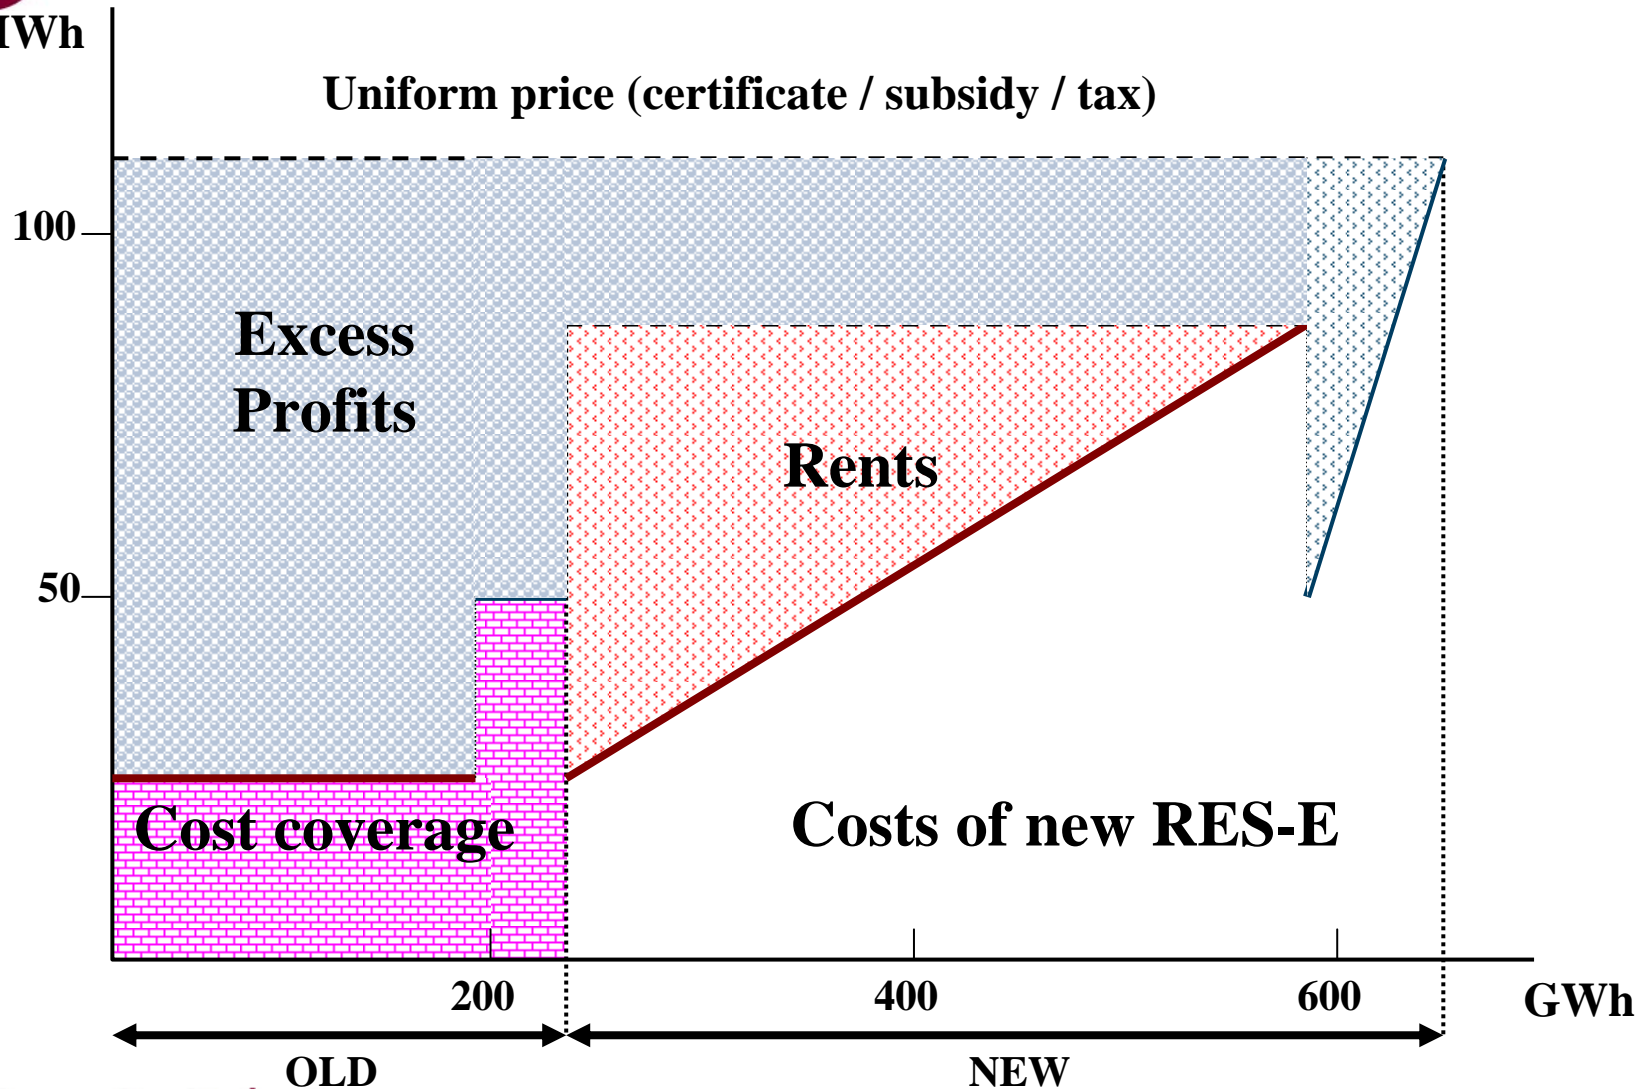 MWh
Uniform price (certificate / subsidy / tax)
100
Excess
Profits
Rents
50
Cost coverage
Costs of new RES-E
200
400
600
GWh
OLD
NEW